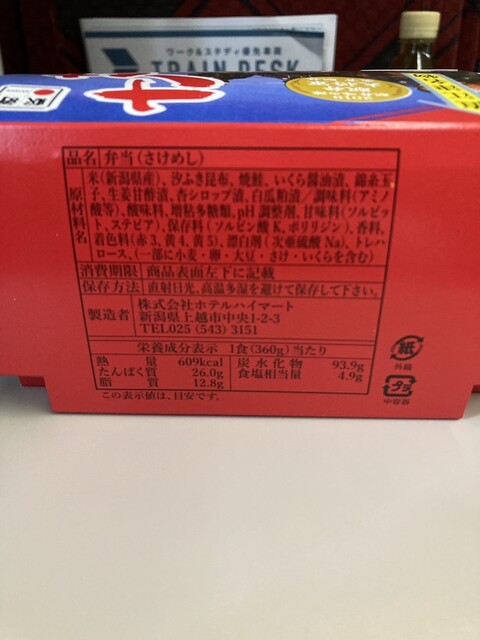 ワーク&スタディ優先車両
TRAIN DESK
駅弁
品名 弁当(さけめし)
原材料名
米(新潟県産)、汐ふき昆布、焼鮭、いくら醤油漬、錦糸玉
子、生姜甘酢漬、杏シロップ漬、白瓜粕漬/調味料(アミノ
酸等)、酸味料、増粘多糖類、pH調整剤、甘味料(ソルビッ
ト、ステビア)、保存料(ソルビン酸K、ポリリジン)、香料、
着色料(赤3、黄4、黄5)、漂白剤(次亜硫酸Na)、トレハ
ロース、(一部に小麦・卵・大豆・さけ・いくらを含む)
消費期限 商品表面左下に記載
保存方法 直射日光、高温多湿を避けて保存して下さい。
製造者
株式会社ホテルハイマート
新潟県上越市中央1-2-3
TEL025 (543) 3151
栄養成分表示 1食(360g)当たり
熱量 609kcal 炭水化物 93.9g
たんぱく質 26.0g 食塩相当量 4.9g
脂質 12.8g
この表示値は、目安です。
紙
外箱
プラ
中容器